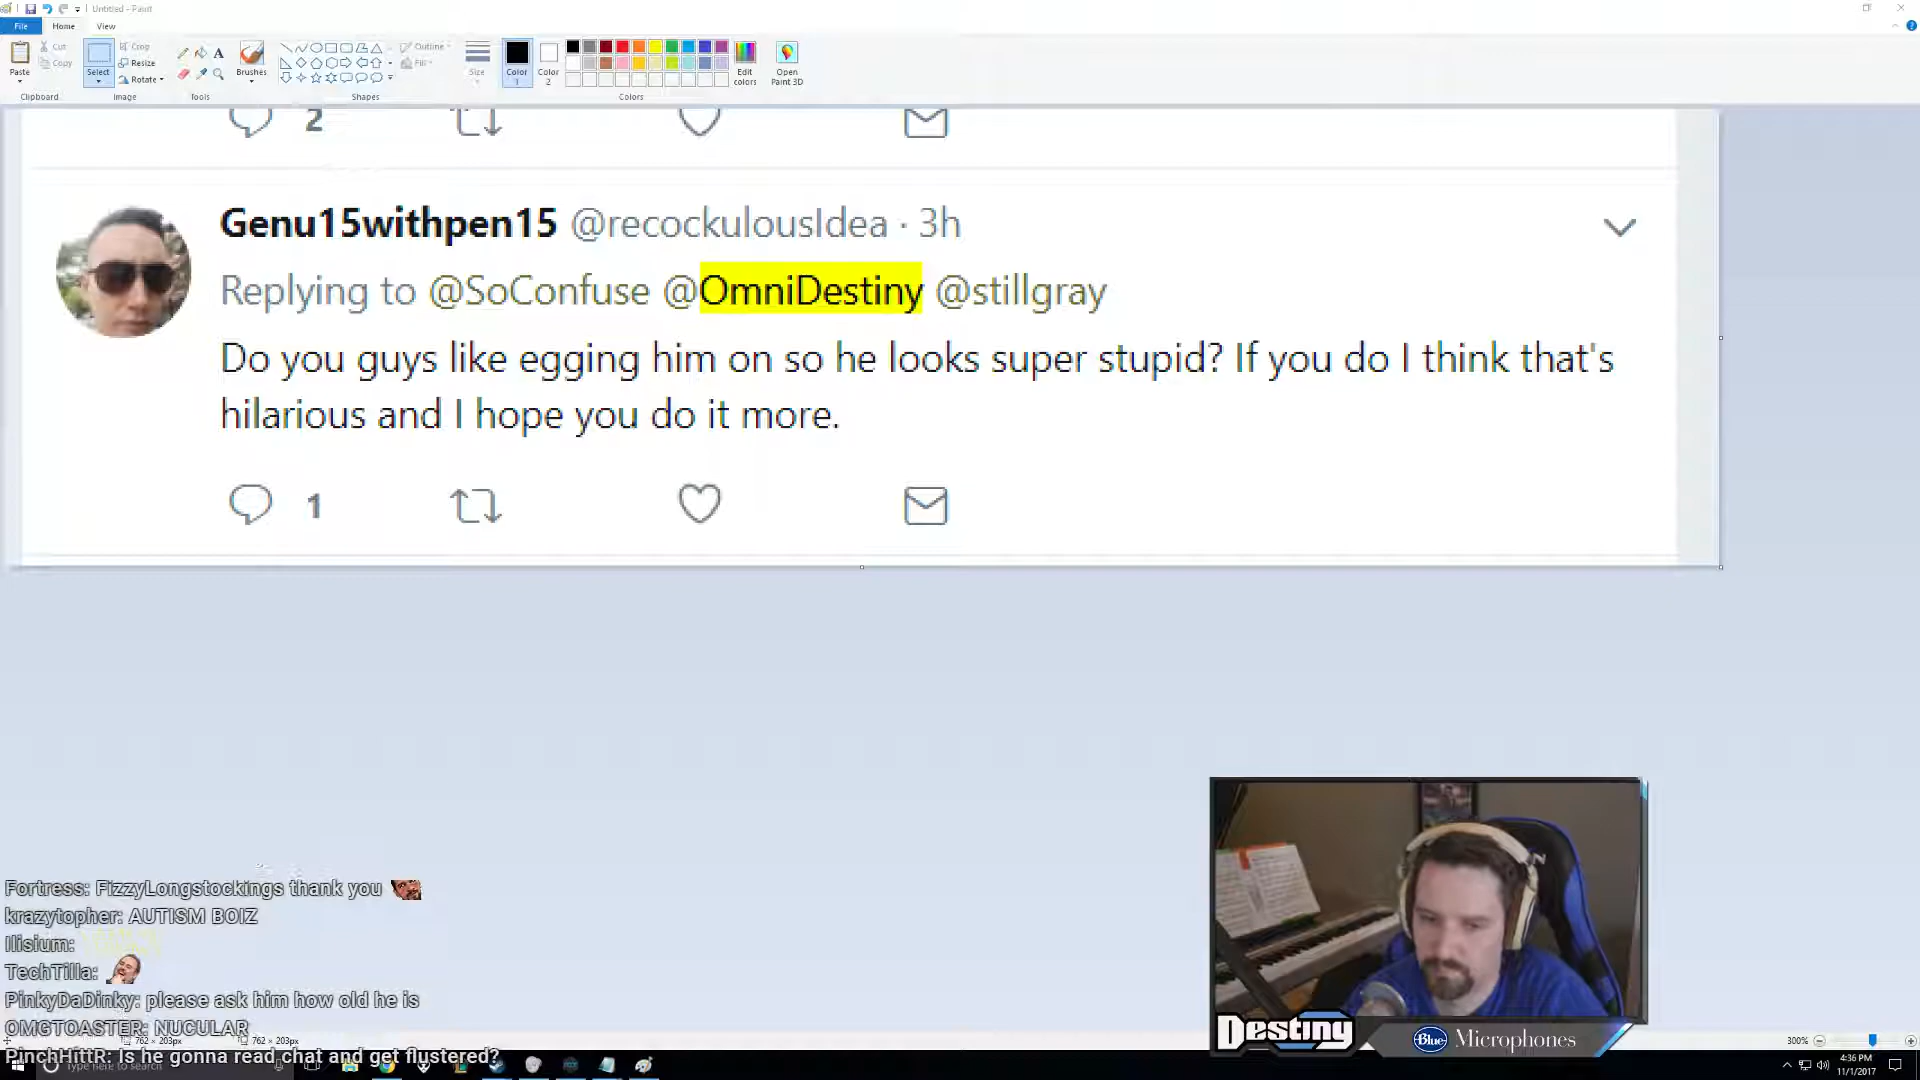 Untitled - Paint
File Home View
Paste
Cut
Copy
Clipboard
Select
Crop
Resize
Rotate
Image
Tools
Brushes
Outline
Fill
Shapes
Size
Color 1
Color 2
Edit colors
Colors
Open Paint 3D
2
Genu15withpen15 @recockulousIdea · 3h
Replying to @SoConfuse @OmniDestiny @stillgray
Do you guys like egging him on so he looks super stupid? If you do I think that's
hilarious and I hope you do it more.
1
Fortress: FizzyLongstockings thank you
krazytopher: AUTISM BOIZ
Ilisium:
TechTilla:
PinkyDaDinky: please ask him how old he is
OMGTOASTER: NUCULAR
762 × 203px
762 × 203px
300%
PinchHittR: Is he gonna read chat and get flustered?
Type here to search
Destiny
Blue Microphones
4:36 PM
11/1/2017